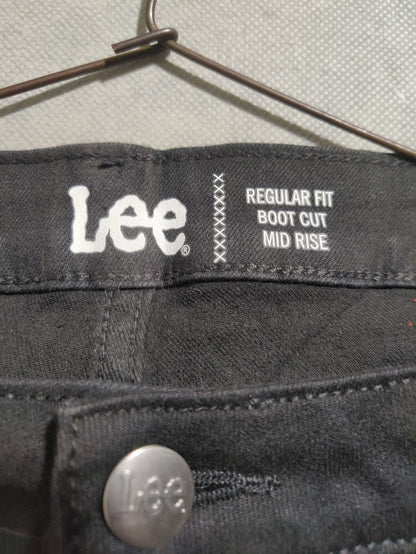 Lee®
REGULAR FIT
BOOT CUT
MID RISE
Lee